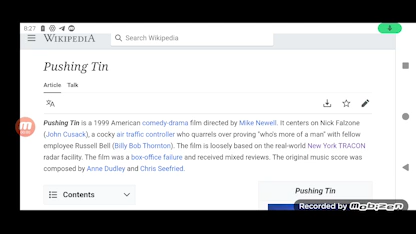 8:27
WIKIPEDIA
Search Wikipedia
Pushing Tin
Article Talk
Pushing Tin is a 1999 American comedy-drama film directed by Mike Newell. It centers on Nick Falzone
(John Cusack), a cocky air traffic controller who quarrels over proving "who's more of a man" with fellow
employee Russell Bell (Billy Bob Thornton). The film is loosely based on the real-world New York TRACON
radar facility. The film was a box-office failure and received mixed reviews. The original music score was
composed by Anne Dudley and Chris Seefried.
Contents
Pushing Tin
Recorded by Mobizen